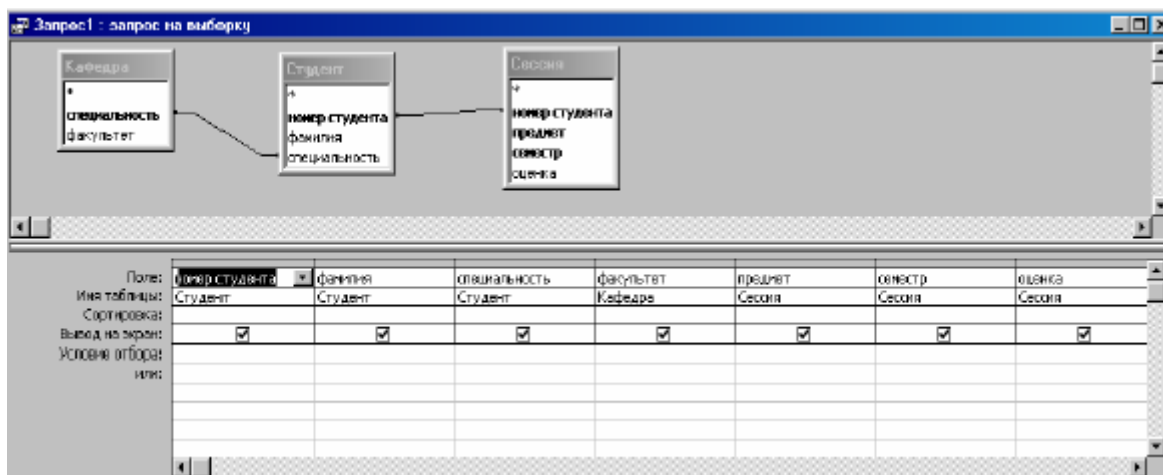 Запрос1 : запрос на выборку
Кафедра
*
специальность
факультет
Студент
*
номер студента
фамилия
специальность
Сессия
*
номер студента
предмет
семестр
оценка
Поле: номер студента фамилия специальность факультет предмет семестр оценка
Имя таблицы: Студент Студент Студент Кафедра Сессия Сессия Сессия
Сортировка:
Вывод на экран:
Условие отбора:
или: